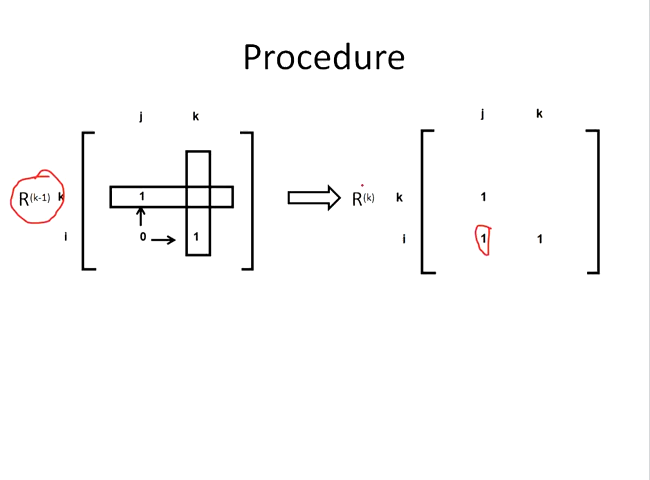 Procedure
j k
j k
R(k-1) k 1
R(k) k 1
i 0 1
i 1 1